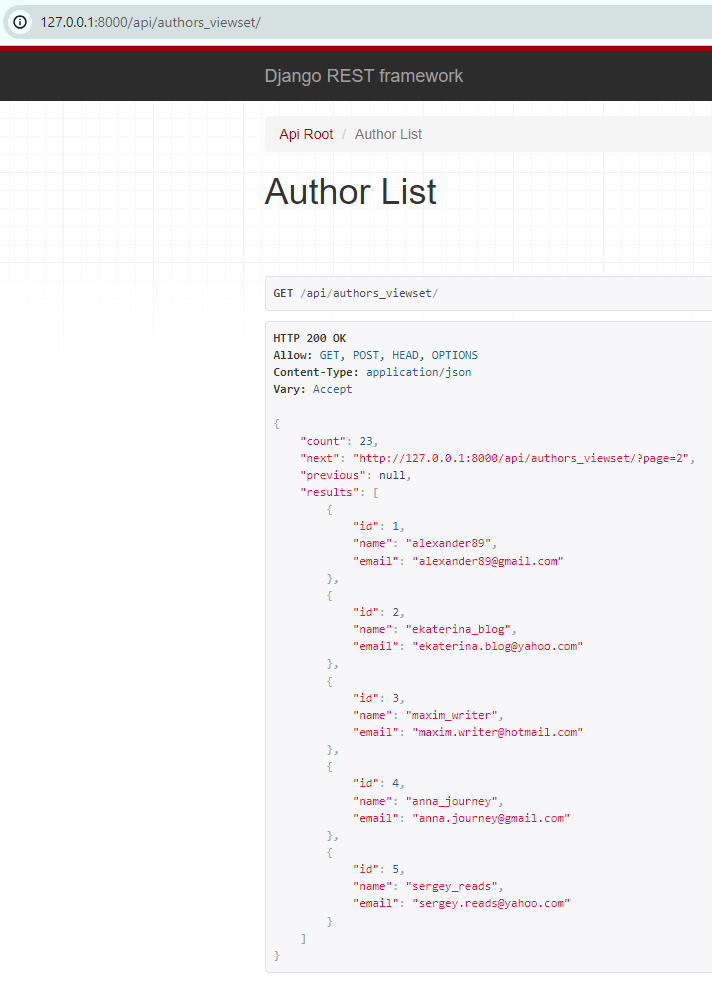 127.0.0.1:8000/api/authors_viewset/
Django REST framework
Api Root / Author List
Author List
GET /api/authors_viewset/
HTTP 200 OK
Allow: GET, POST, HEAD, OPTIONS
Content-Type: application/json
Vary: Accept
{
    "count": 23,
    "next": "http://127.0.0.1:8000/api/authors_viewset/?page=2",
    "previous": null,
    "results": [
        {
            "id": 1,
            "name": "alexander89",
            "email": "alexander89@gmail.com"
        },
        {
            "id": 2,
            "name": "ekaterina_blog",
            "email": "ekaterina.blog@yahoo.com"
        },
        {
            "id": 3,
            "name": "maxim_writer",
            "email": "maxim.writer@hotmail.com"
        },
        {
            "id": 4,
            "name": "anna_journey",
            "email": "anna.journey@gmail.com"
        },
        {
            "id": 5,
            "name": "sergey_reads",
            "email": "sergey.reads@yahoo.com"
        }
    ]
}